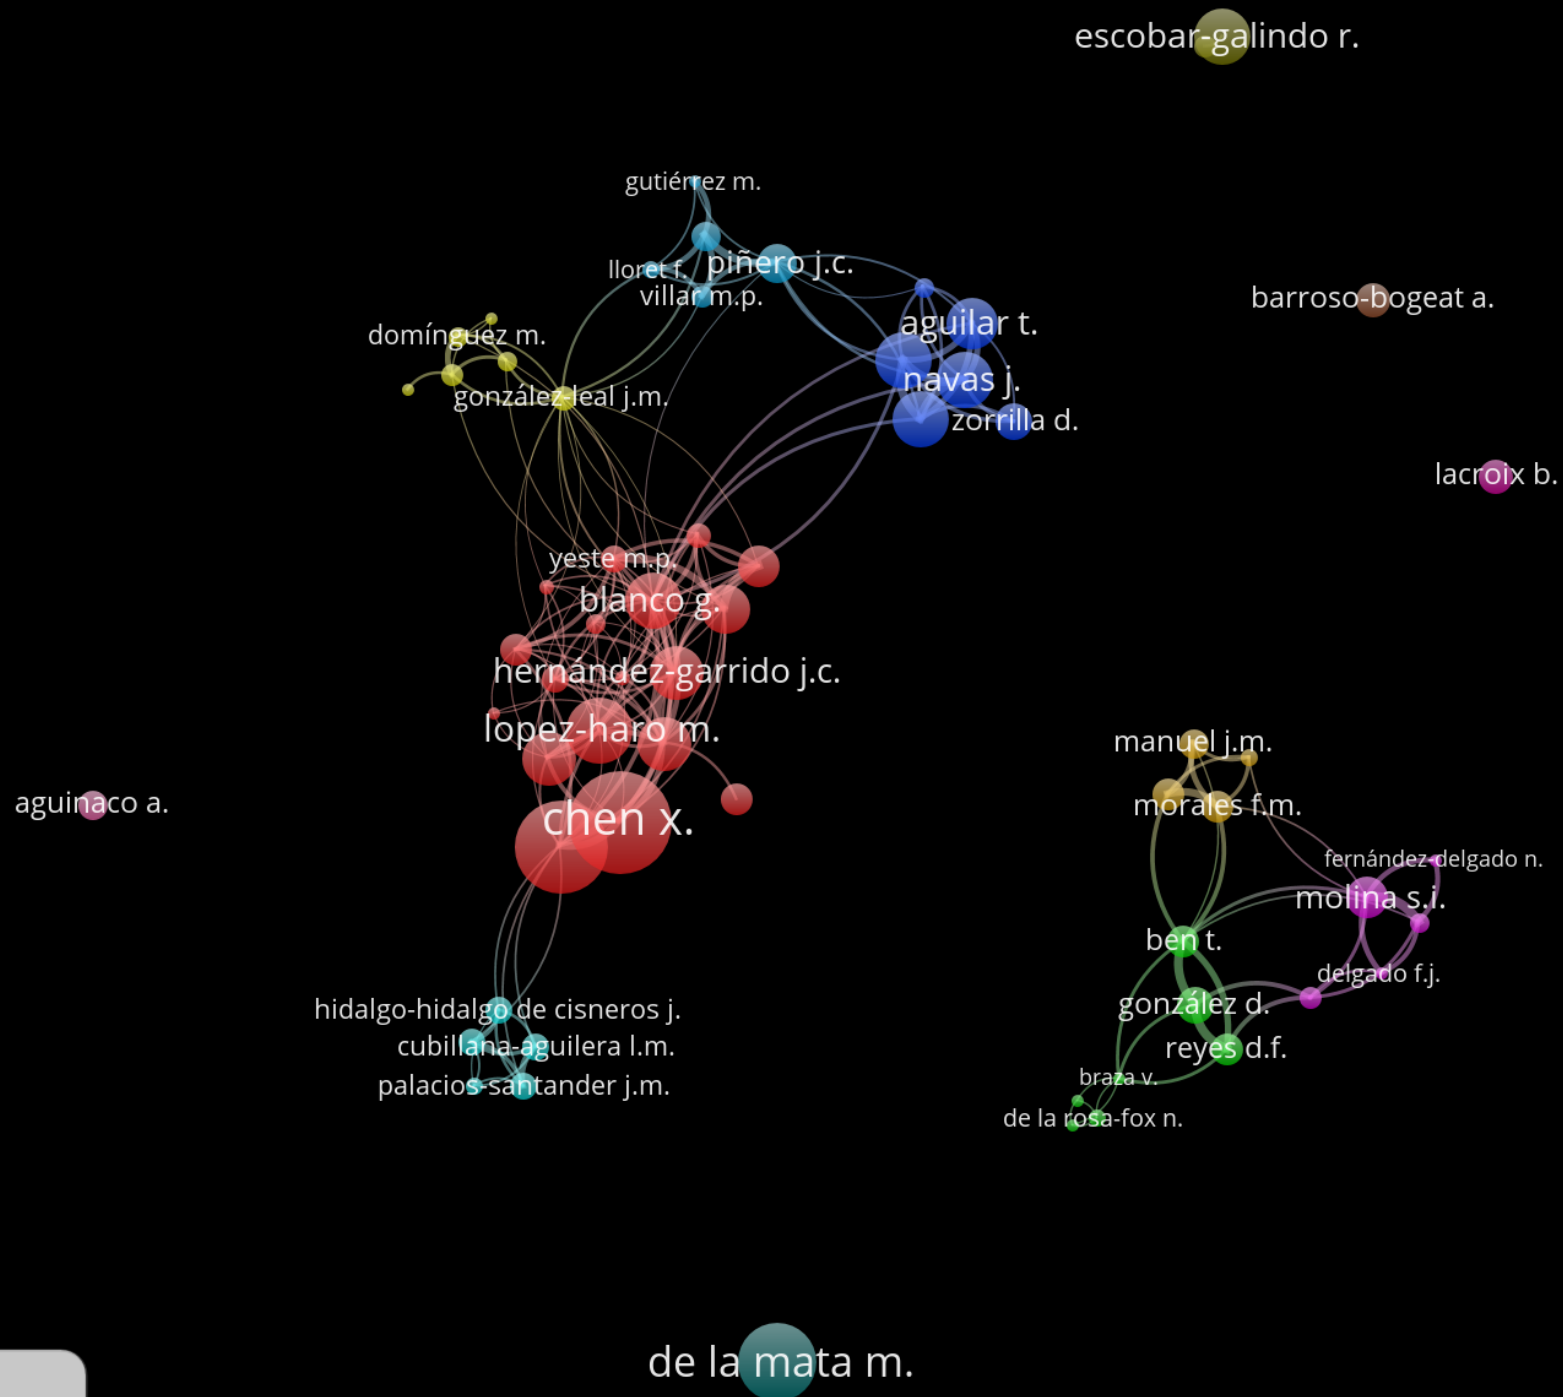 escobar-galindo r.
gutiérrez m.
lloret f.
piñero j.c.
villar m.p.
barroso-bogeat a.
aguilar t.
domínguez m.
navas j.
gonzález-leal j.m.
zorrilla d.
lacroix b.
yeste m.p.
blanco g.
hernández-garrido j.c.
lopez-haro m.
manuel j.m.
aguinaco a.
morales f.m.
chen x.
fernández-delgado n.
molina s.i.
ben t.
delgado f.j.
gonzález d.
hidalgo-hidalgo de cisneros j.
cubillana-aguilera l.m.
reyes d.f.
braza v.
palacios-santander j.m.
de la rosa-fox n.
de la mata m.